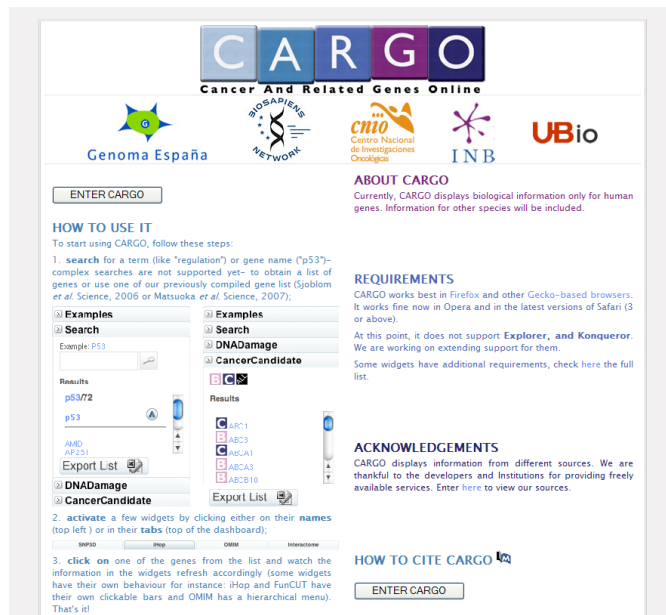 CARGO
Cancer And Related Genes Online
Genoma España
BIOSAPIENS
NETWORK
cnio
Centro Nacional
de Investigaciones
Oncológicas
INB
UBio
ENTER CARGO
HOW TO USE IT
To start using CARGO, follow these steps:
1. search for a term (like "regulation") or gene name ("p53")–
complex searches are not supported yet– to obtain a list of
genes or use one of our previously compiled gene list (Sjoblom
et al. Science, 2006 or Matsuoka et al. Science, 2007);
Examples
Search
Example: P53
Results
p53/72
p53
A
AMID
AP251
Export List
DNADamage
CancerCandidate
Examples
Search
DNADamage
CancerCandidate
B C
Results
C ABC1
B ABC3
C ABCA1
B ABCA3
B ABCB10
Export List
2. activate a few widgets by clicking either on their names
(top left ) or in their tabs (top of the dashboard);
SNP3D iHop OMIM Interactome
3. click on one of the genes from the list and watch the
information in the widgets refresh accordingly (some widgets
have their own behaviour for instance: iHop and FunCUT have
their own clickable bars and OMIM has a hierarchical menu).
That's it!
ABOUT CARGO
Currently, CARGO displays biological information only for human
genes. Information for other species will be included.
REQUIREMENTS
CARGO works best in Firefox and other Gecko-based browsers.
It works fine now in Opera and in the latest versions of Safari (3
or above).
At this point, it does not support Explorer, and Konqueror.
We are working on extending support for them.
Some widgets have additional requirements, check here the full
list.
ACKNOWLEDGEMENTS
CARGO displays information from different sources. We are
thankful to the developers and Institutions for providing freely
available services. Enter here to view our sources.
HOW TO CITE CARGO
ENTER CARGO